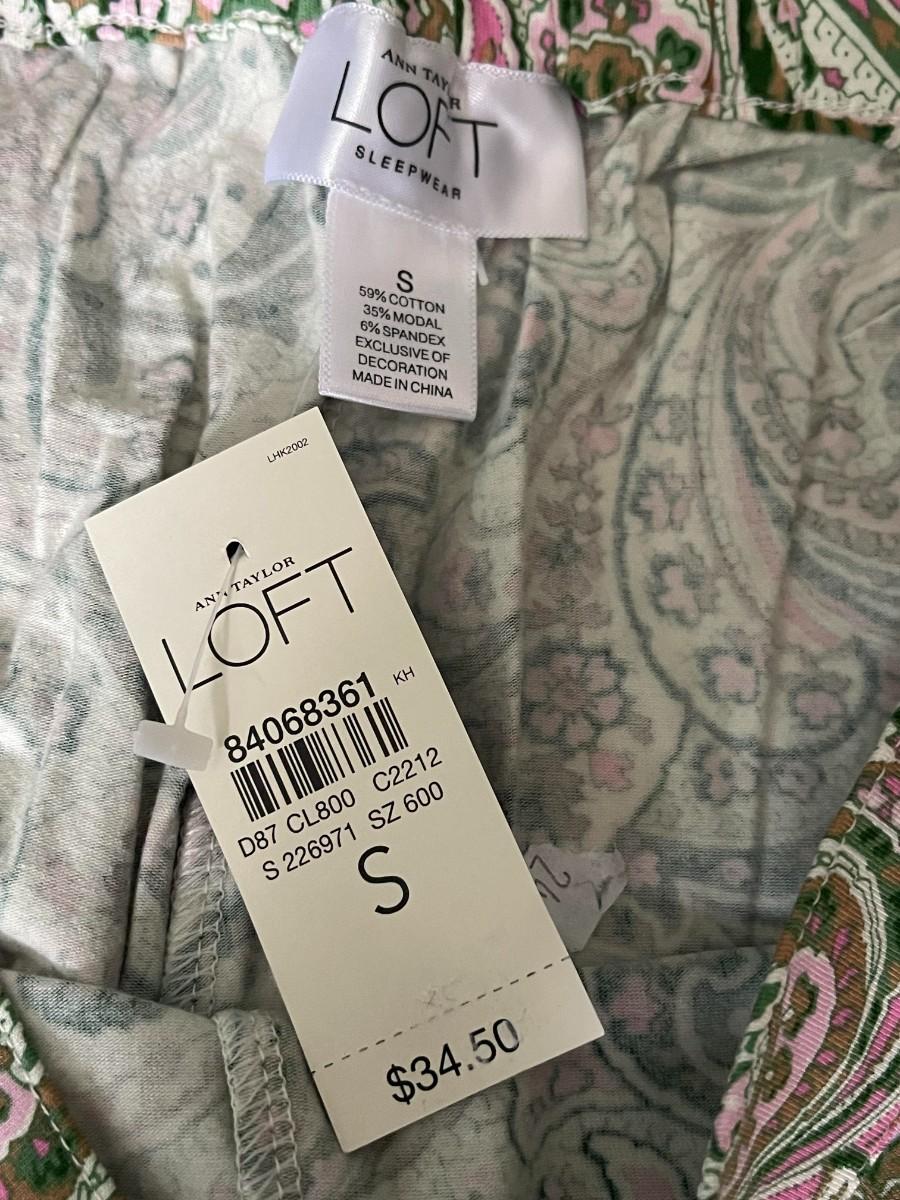 ANN TAYLOR
LOFT
SLEEPWEAR
S
59% COTTON
35% MODAL
6% SPANDEX
EXCLUSIVE OF
DECORATION
MADE IN CHINA
LHK2002
ANN TAYLOR
LOFT
84068361 KH
D87 CL800 C2212
S 226971 SZ 600
S
$34.50